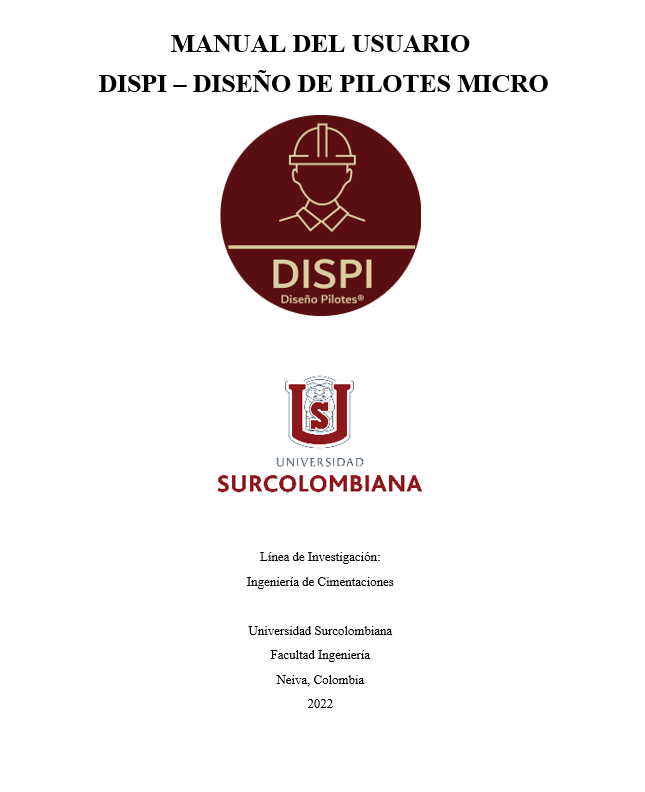 MANUAL DEL USUARIO
DISPI – DISEÑO DE PILOTES MICRO
DISPI
Diseño Pilotes®
US
UNIVERSIDAD
SURCOLOMBIANA
Línea de Investigación:
Ingeniería de Cimentaciones
Universidad Surcolombiana
Facultad Ingeniería
Neiva, Colombia
2022